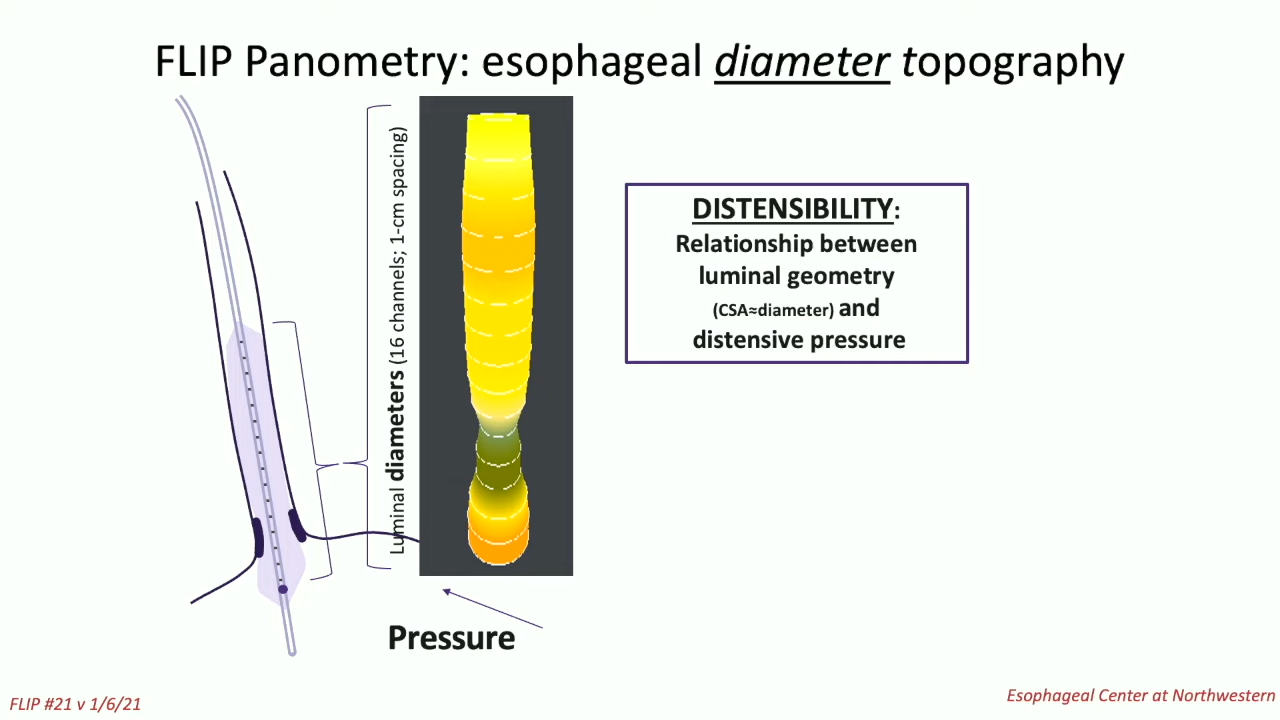 FLIP Panometry: esophageal diameter topography
Luminal diameters (16 channels; 1-cm spacing)
DISTENSIBILITY:
Relationship between
luminal geometry
(CSA≈diameter) and
distensive pressure
Pressure
FLIP #21 v 1/6/21
Esophageal Center at Northwestern